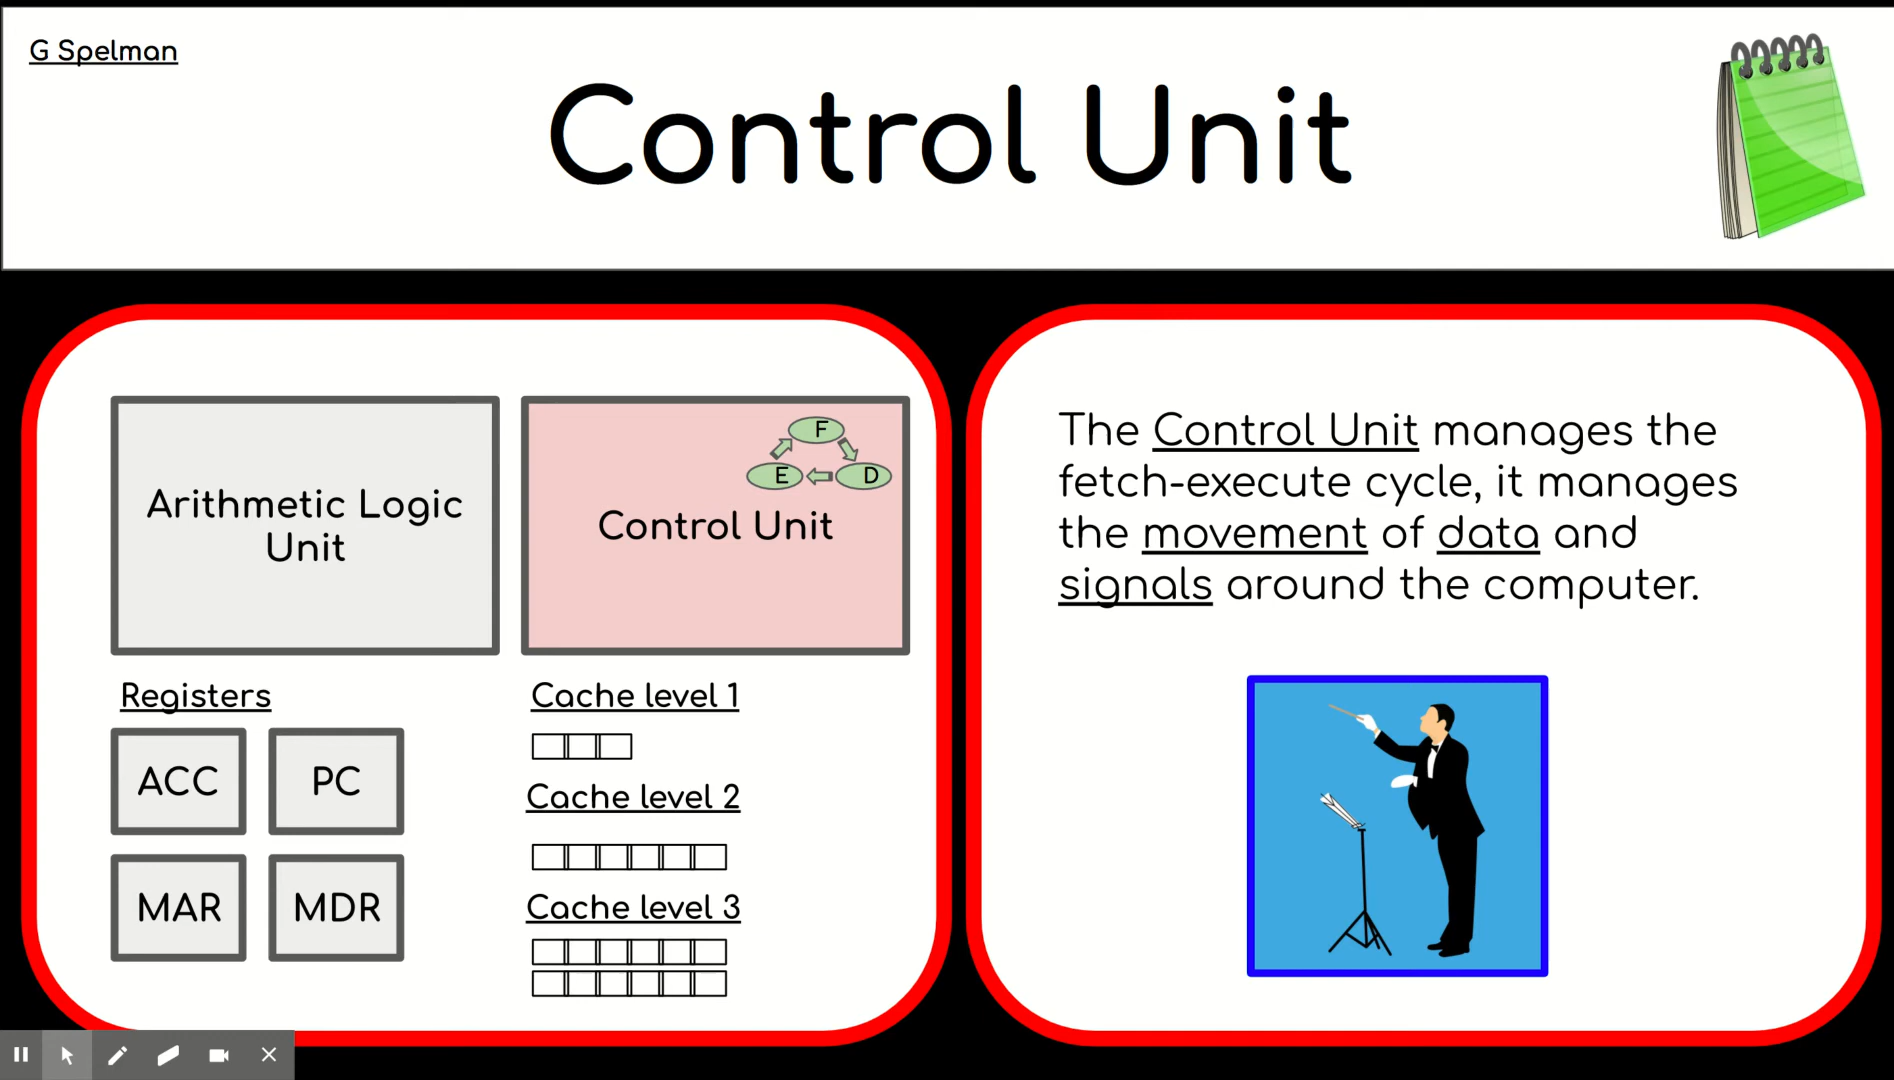 G Spelman
Control Unit
Arithmetic Logic
Unit
F
E
D
Control Unit
Registers
ACC
PC
MAR
MDR
Cache level 1
Cache level 2
Cache level 3
The Control Unit manages the
fetch-execute cycle, it manages
the movement of data and
signals around the computer.